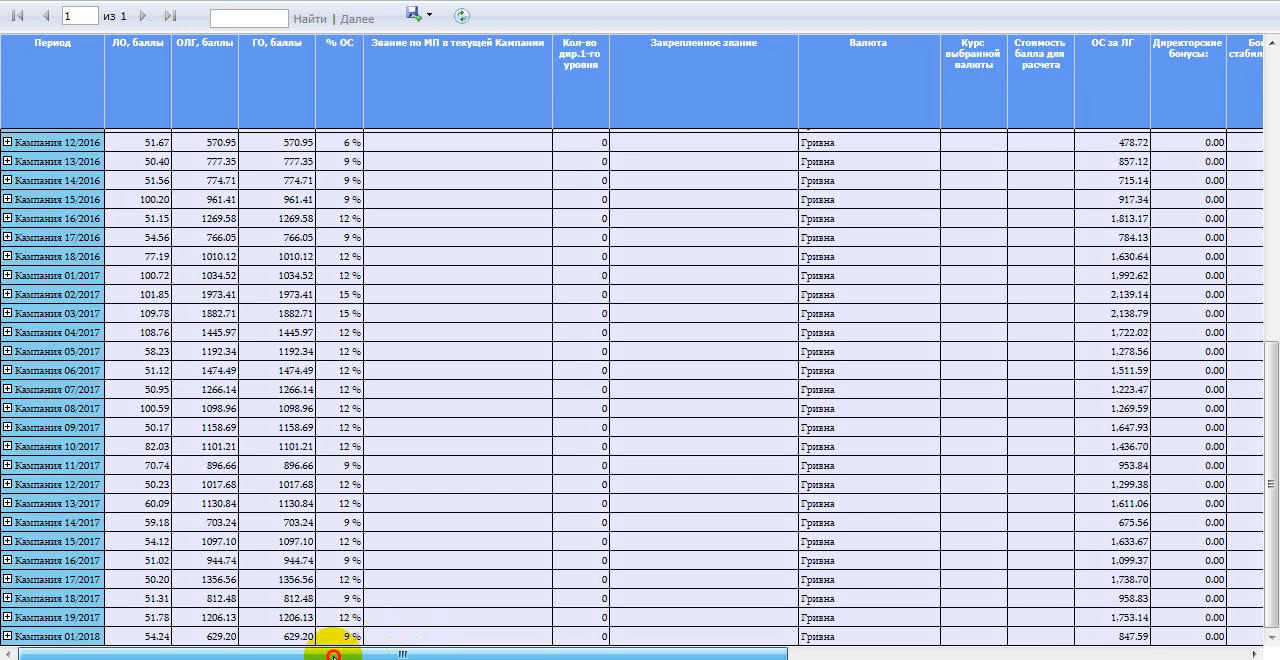 1 из 1 Найти | Далее
Период ЛО, баллы ОЛГ, баллы ГО, баллы % ОС Звание по МП в текущей Кампании Кол-во дир.1-го уровня Закрепленное звание Валюта Курс выбранной валюты Стоимость балла для расчета ОС за ЛГ Директорские бонусы:
Кампания 12/2016 51.67 570.95 570.95 6 % 0 Гривна 478.72 0.00
Кампания 13/2016 50.40 777.35 777.35 9 % 0 Гривна 857.12 0.00
Кампания 14/2016 51.56 774.71 774.71 9 % 0 Гривна 715.14 0.00
Кампания 15/2016 100.20 961.41 961.41 9 % 0 Гривна 917.34 0.00
Кампания 16/2016 51.15 1269.58 1269.58 12 % 0 Гривна 1,813.17 0.00
Кампания 17/2016 54.56 766.05 766.05 9 % 0 Гривна 784.13 0.00
Кампания 18/2016 77.19 1010.12 1010.12 12 % 0 Гривна 1,630.64 0.00
Кампания 01/2017 100.72 1034.52 1034.52 12 % 0 Гривна 1,992.62 0.00
Кампания 02/2017 101.85 1973.41 1973.41 15 % 0 Гривна 2,139.14 0.00
Кампания 03/2017 109.78 1882.71 1882.71 15 % 0 Гривна 2,138.79 0.00
Кампания 04/2017 108.76 1445.97 1445.97 12 % 0 Гривна 1,722.02 0.00
Кампания 05/2017 58.23 1192.34 1192.34 12 % 0 Гривна 1,278.56 0.00
Кампания 06/2017 51.12 1474.49 1474.49 12 % 0 Гривна 1,511.59 0.00
Кампания 07/2017 50.95 1266.14 1266.14 12 % 0 Гривна 1,223.47 0.00
Кампания 08/2017 100.59 1098.96 1098.96 12 % 0 Гривна 1,269.59 0.00
Кампания 09/2017 50.17 1158.69 1158.69 12 % 0 Гривна 1,647.93 0.00
Кампания 10/2017 82.03 1101.21 1101.21 12 % 0 Гривна 1,436.70 0.00
Кампания 11/2017 70.74 896.66 896.66 9 % 0 Гривна 953.84 0.00
Кампания 12/2017 50.23 1017.68 1017.68 12 % 0 Гривна 1,299.38 0.00
Кампания 13/2017 60.09 1130.84 1130.84 12 % 0 Гривна 1,611.06 0.00
Кампания 14/2017 59.18 703.24 703.24 9 % 0 Гривна 675.56 0.00
Кампания 15/2017 54.12 1097.10 1097.10 12 % 0 Гривна 1,633.67 0.00
Кампания 16/2017 51.02 944.74 944.74 9 % 0 Гривна 1,099.37 0.00
Кампания 17/2017 50.20 1356.56 1356.56 12 % 0 Гривна 1,738.70 0.00
Кампания 18/2017 51.31 812.48 812.48 9 % 0 Гривна 958.83 0.00
Кампания 19/2017 51.78 1206.13 1206.13 12 % 0 Гривна 1,753.14 0.00
Кампания 01/2018 54.24 629.20 629.20 9 % 0 Гривна 847.59 0.00